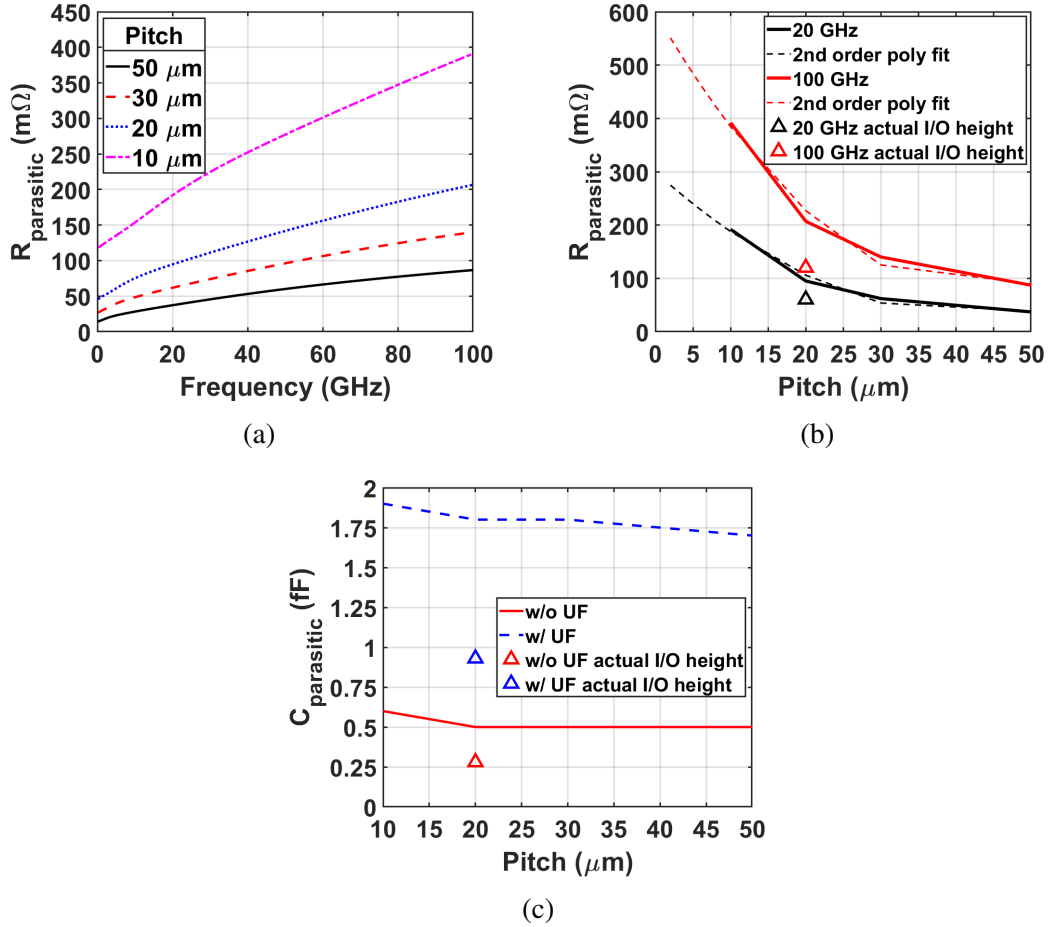 450
400
350
300
250
200
150
100
50
0
R_parasitic (mΩ)
Pitch
50 μm
30 μm
20 μm
10 μm
0 20 40 60 80 100
Frequency (GHz)
(a)
600
500
400
300
200
100
0
R_parasitic (mΩ)
20 GHz
2nd order poly fit
100 GHz
2nd order poly fit
20 GHz actual I/O height
100 GHz actual I/O height
0 5 10 15 20 25 30 35 40 45 50
Pitch (μm)
(b)
2
1.75
1.5
1.25
1
0.75
0.5
0.25
0
C_parasitic (fF)
w/o UF
w/ UF
w/o UF actual I/O height
w/ UF actual I/O height
10 15 20 25 30 35 40 45 50
Pitch (μm)
(c)